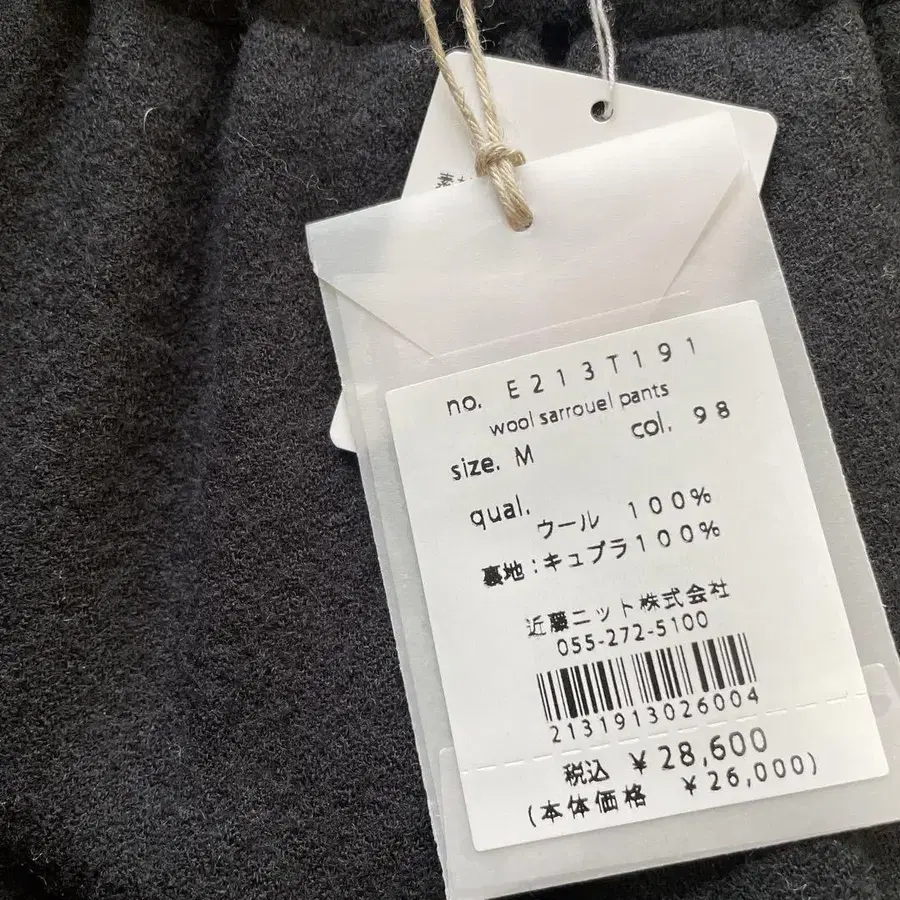 no. E213T191
wool sarrouel pants
size. M col. 98
qual.
ウール 100%
裏地:キュプラ100%
近藤ニット株式会社
055-272-5100
2131913026004
税込 ¥28,600
(本体価格 ¥26,000)